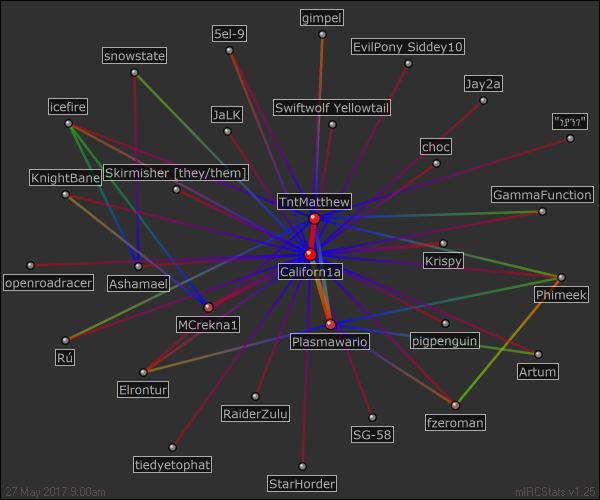 gimpel
5el-9
EvilPony Siddey10
snowstate
Jay2a
icefire
JaLK
Swiftwolf Yellowtail
choc
KnightBane
Skirmisher [they/them]
TntMatthew
GammaFunction
Californ1a
Krispy
openroadracer
Ashamael
Phimeek
MCrekna1
Plasmawario
pigpenguin
Rú
Artum
Elrontur
RaiderZulu
fzeroman
SG-58
tiedyetophat
StarHorder
27 May 2017 9:00am
mIRCStats v1.25